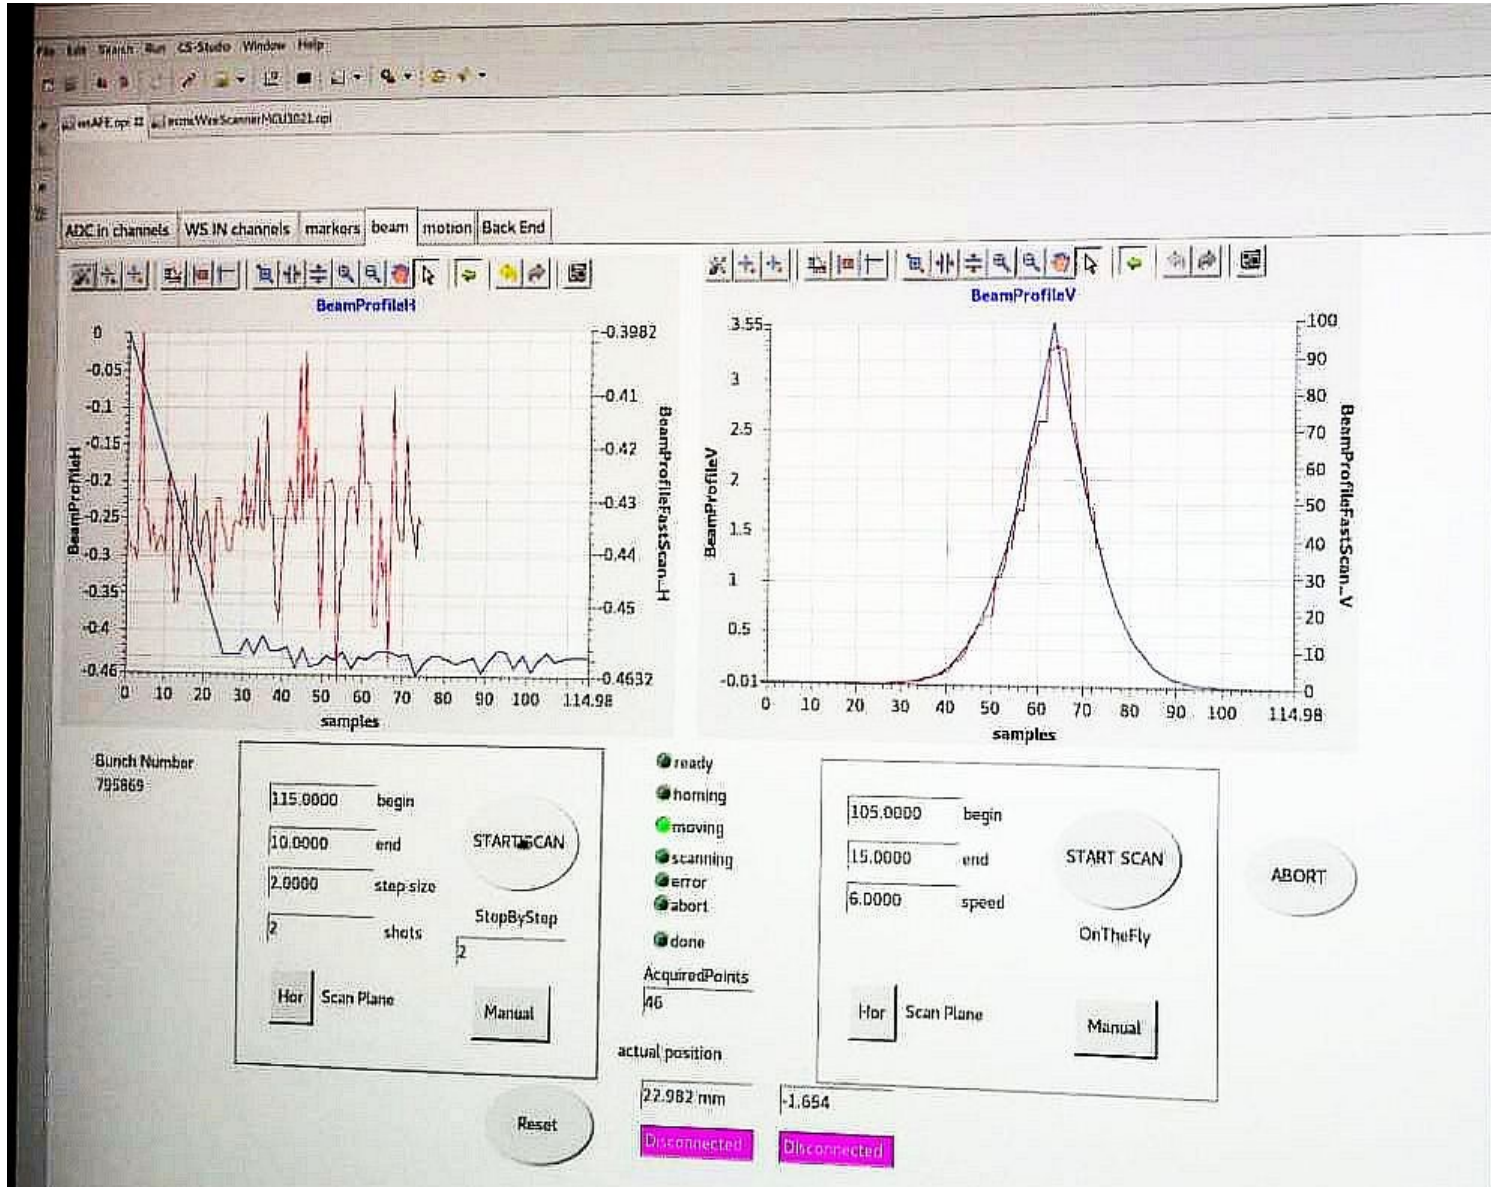 File Edit Search Run CS-Studio Window Help
ecmcWireScannerMCU3021.opi
ADC in channels WS IN channels markers beam motion Back End
BeamProfileH
0
-0.05
-0.1
-0.15
-0.2
-0.25
-0.3
-0.35
-0.4
-0.46
BeamProfileH
-0.3982
-0.41
-0.42
-0.43
-0.44
-0.45
-0.4632
BeamProfileFastScan_H
0 10 20 30 40 50 60 70 80 90 100 114.98
samples
BeamProfileV
3.55
3
2.5
2
1.5
1
0.5
-0.01
BeamProfileV
100
90
80
70
60
50
40
30
20
10
0
BeamProfileFastScan_V
0 10 20 30 40 50 60 70 80 90 100 114.98
samples
Bunch Number
795869
115.0000 begin
10.0000 end
2.0000 step size
2 shots
START SCAN
StepByStep
2
Hor Scan Plane
Manual
ready
homing
moving
scanning
error
abort
done
AcquiredPoints
46
actual position
22.982 mm -1.654
Disconnected Disconnected
Reset
105.0000 begin
15.0000 end
6.0000 speed
START SCAN
OnTheFly
Hor Scan Plane
Manual
ABORT